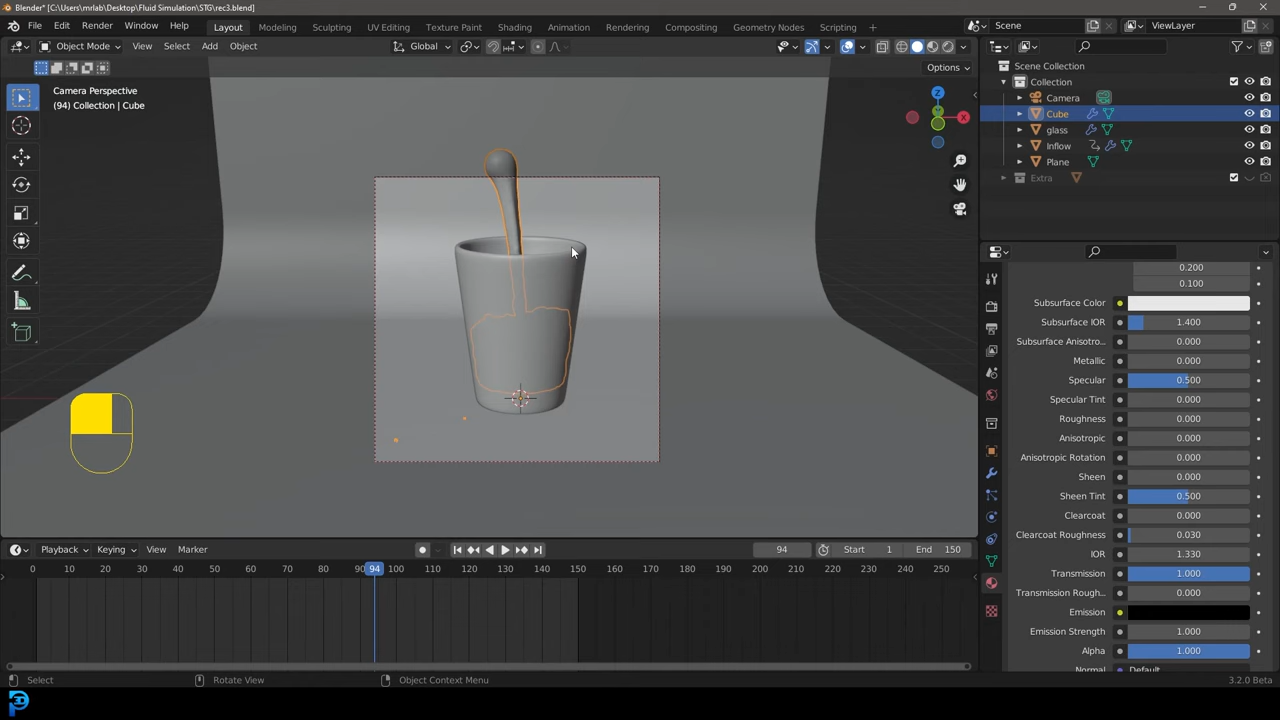 Blender* [C:\Users\mrlab\Desktop\Fluid Simulation\STG\rec3.blend]
File Edit Render Window Help Layout Modeling Sculpting UV Editing Texture Paint Shading Animation Rendering Compositing Geometry Nodes Scripting Scene ViewLayer
Object Mode View Select Add Object Global
Options
Camera Perspective
(94) Collection | Cube
Z
X
Scene Collection
Collection
Camera
Cube
glass
Inflow
Plane
Extra
0.200
0.100
Subsurface Color
Subsurface IOR 1.400
Subsurface Anisotro... 0.000
Metallic 0.000
Specular 0.500
Specular Tint 0.000
Roughness 0.000
Anisotropic 0.000
Anisotropic Rotation 0.000
Sheen 0.000
Sheen Tint 0.500
Clearcoat 0.000
Clearcoat Roughness 0.030
IOR 1.330
Transmission 1.000
Transmission Rough... 0.000
Emission
Emission Strength 1.000
Alpha 1.000
Normal Default
Playback Keying View Marker 94 Start 1 End 150
0 10 20 30 40 50 60 70 80 90 94 100 110 120 130 140 150 160 170 180 190 200 210 220 230 240 250
Select Rotate View Object Context Menu 3.2.0 Beta